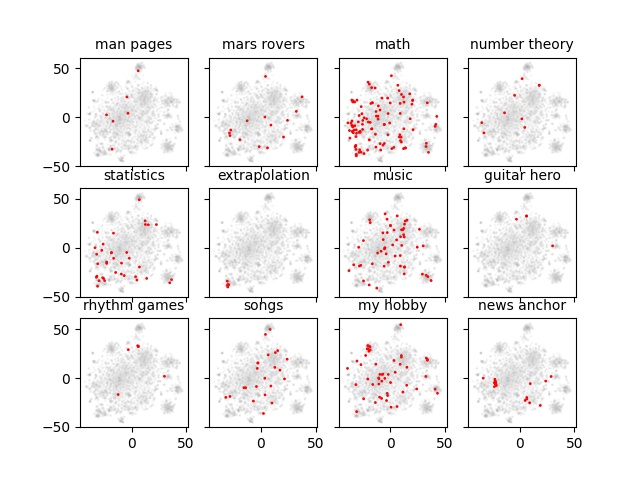 man pages mars rovers math number theory
50
0
−50
statistics extrapolation music guitar hero
50
0
−50
rhythm games songs my hobby news anchor
50
0
−50
0 50 0 50 0 50 0 50